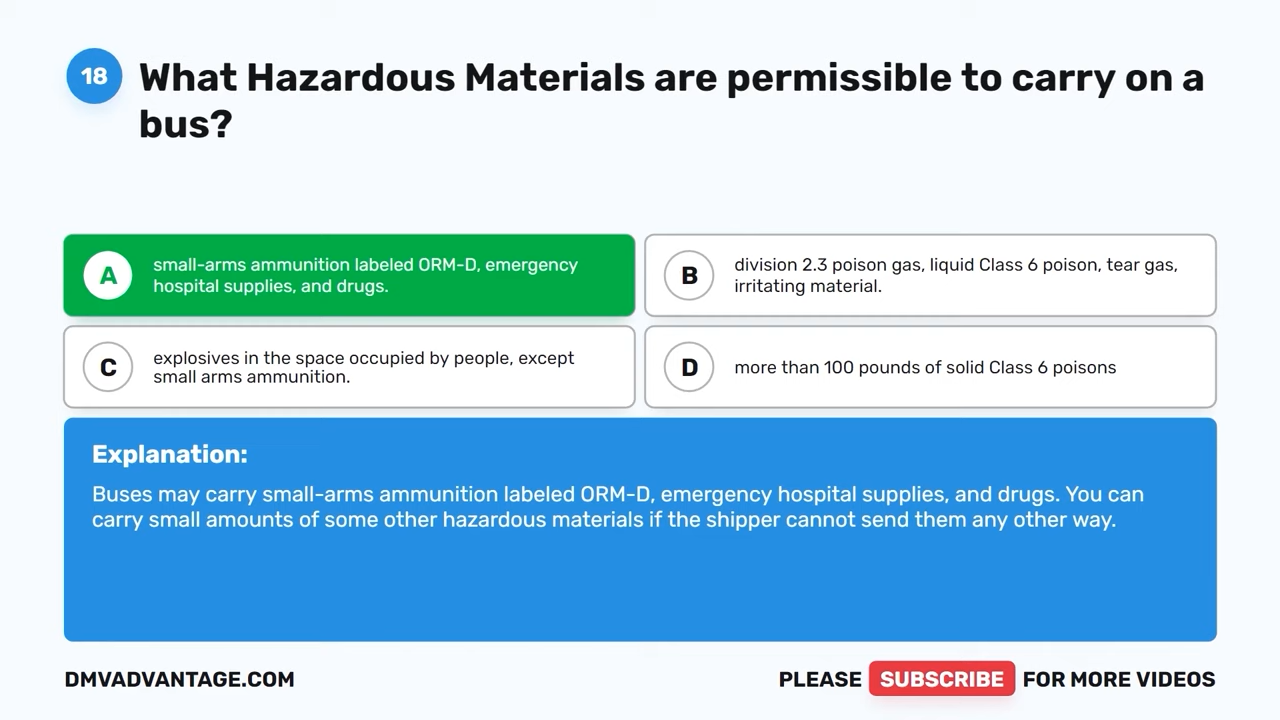 18
What Hazardous Materials are permissible to carry on a
bus?
A
small-arms ammunition labeled ORM-D, emergency
hospital supplies, and drugs.
B
division 2.3 poison gas, liquid Class 6 poison, tear gas,
irritating material.
C
explosives in the space occupied by people, except
small arms ammunition.
D
more than 100 pounds of solid Class 6 poisons
Explanation:
Buses may carry small-arms ammunition labeled ORM-D, emergency hospital supplies, and drugs. You can
carry small amounts of some other hazardous materials if the shipper cannot send them any other way.
DMVADVANTAGE.COM
PLEASE SUBSCRIBE FOR MORE VIDEOS